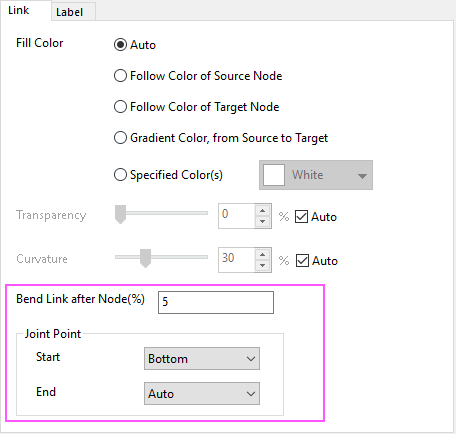 Link Label
Fill Color Auto
Follow Color of Source Node
Follow Color of Target Node
Gradient Color, from Source to Target
Specified Color(s) White
Transparency 0 % Auto
Curvature 30 % Auto
Bend Link after Node(%) 5
Joint Point
Start Bottom
End Auto